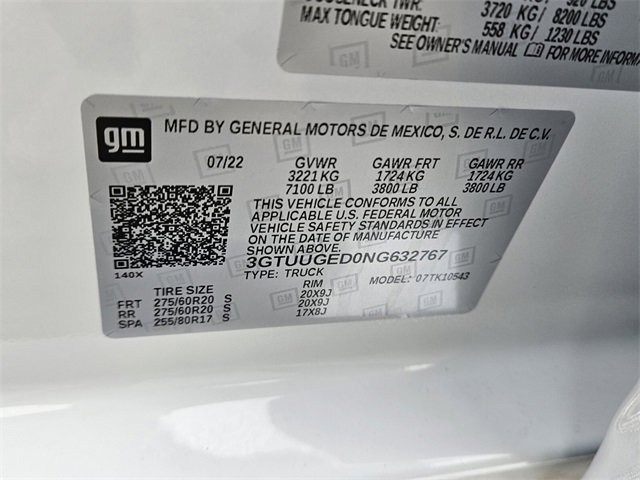 GOOSENECK TWR:
3720 KG/ 8200 LBS
MAX TONGUE WEIGHT: 558 KG/ 1230 LBS
SEE OWNER'S MANUAL FOR MORE INFORMA
gm
MFD BY GENERAL MOTORS DE MEXICO, S. DE R.L. DE C.V.
07/22 GVWR GAWR FRT GAWR RR
3221 KG 1724 KG 1724 KG
7100 LB 3800 LB 3800 LB
THIS VEHICLE CONFORMS TO ALL
APPLICABLE U.S. FEDERAL MOTOR
VEHICLE SAFETY STANDARDS IN EFFECT
ON THE DATE OF MANUFACTURE
SHOWN ABOVE.
3GTUUGED0NG632767
140X TYPE: TRUCK MODEL: 07TK10543
TIRE SIZE RIM
FRT 275/60R20 S 20X9J
RR 275/60R20 S 20X9J
SPA 255/80R17 S 17X8J